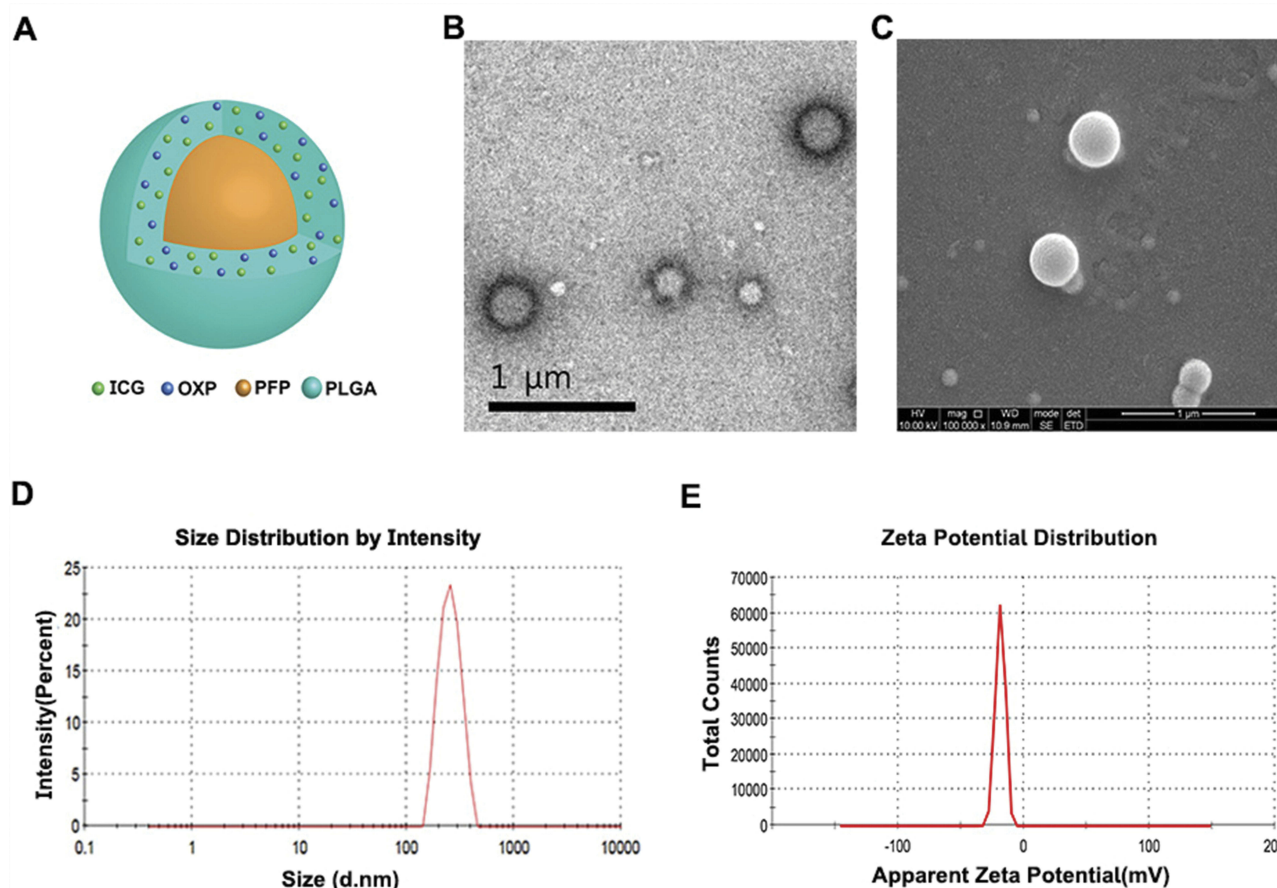 A
ICG OXP PFP PLGA
B
1 μm
C
HV mag WD mode det
10.00 kV 100 000 x 10.9 mm SE ETD
1 μm
D
Size Distribution by Intensity
Intensity(Percent)
25
20
15
10
5
0
0.1 1 10 100 1000 10000
Size (d.nm)
E
Zeta Potential Distribution
Total Counts
70000
60000
50000
40000
30000
20000
10000
0
-100 0 100 200
Apparent Zeta Potential(mV)